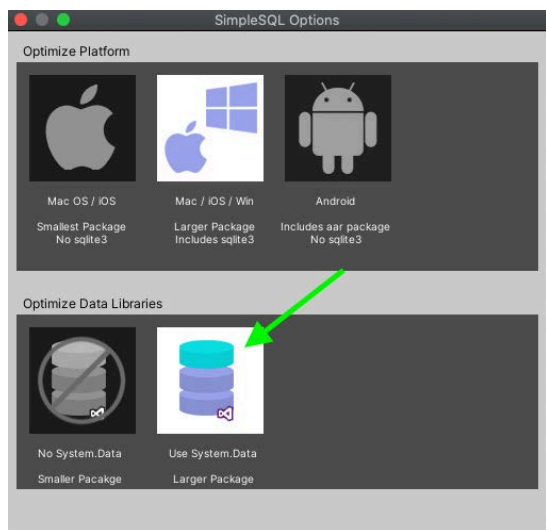 SimpleSQL Options
Optimize Platform
Mac OS / iOS
Smallest Package
No sqlite3
Mac / iOS / Win
Larger Package
Includes sqlite3
Android
Includes aar package
No sqlite3
Optimize Data Libraries
No System.Data
Smaller Pacakge
Use System.Data
Larger Package